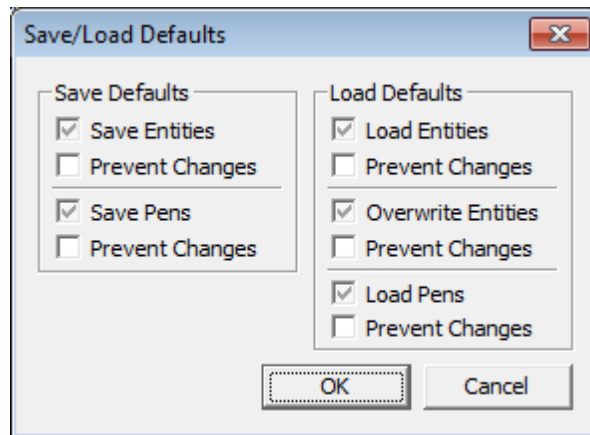 Save/Load Defaults
Save Defaults
Save Entities
Prevent Changes
Save Pens
Prevent Changes
Load Defaults
Load Entities
Prevent Changes
Overwrite Entities
Prevent Changes
Load Pens
Prevent Changes
OK
Cancel